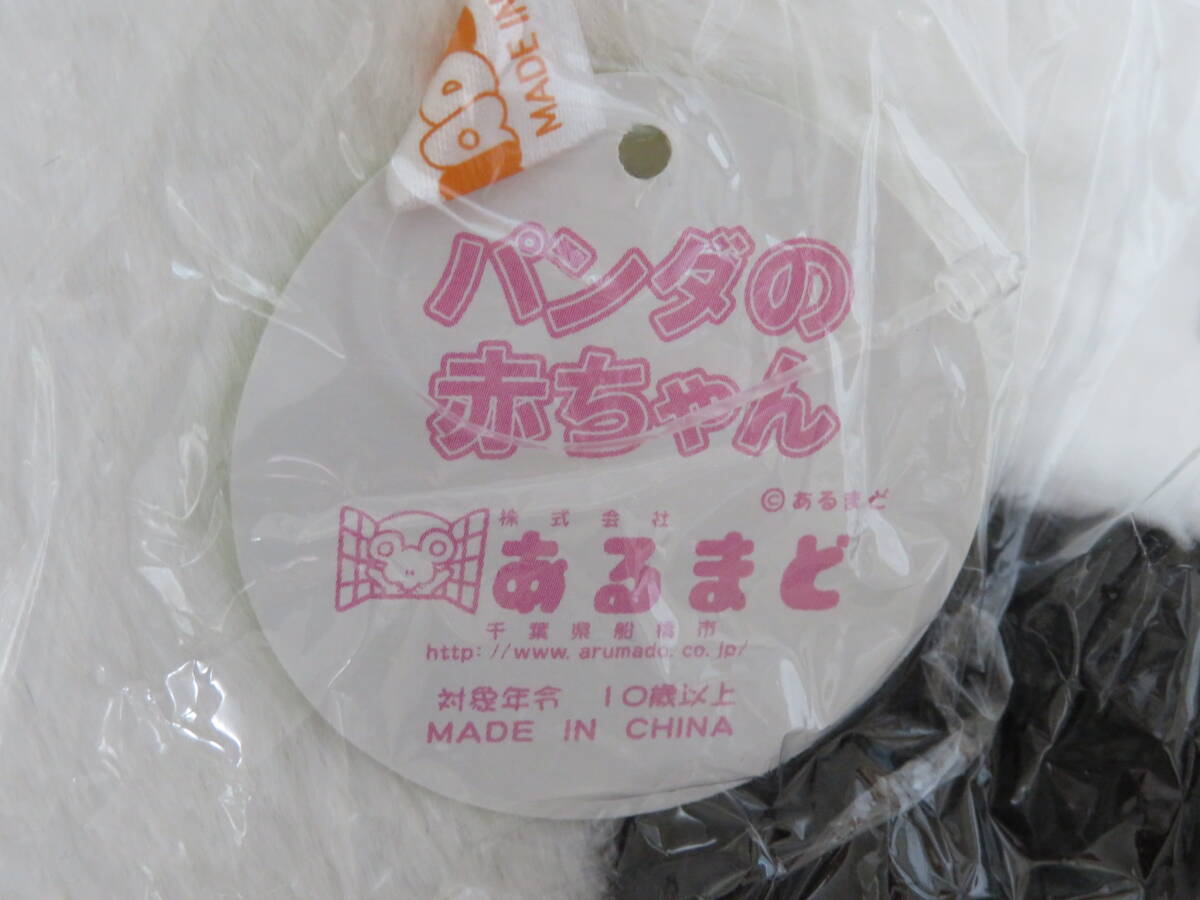 MADE IN
パンダの
赤ちゃん
©あるまど
株式会社
あるまど
千葉県船橋市
http://www.arumado.co.jp/
対象年令 10歳以上
MADE IN CHINA